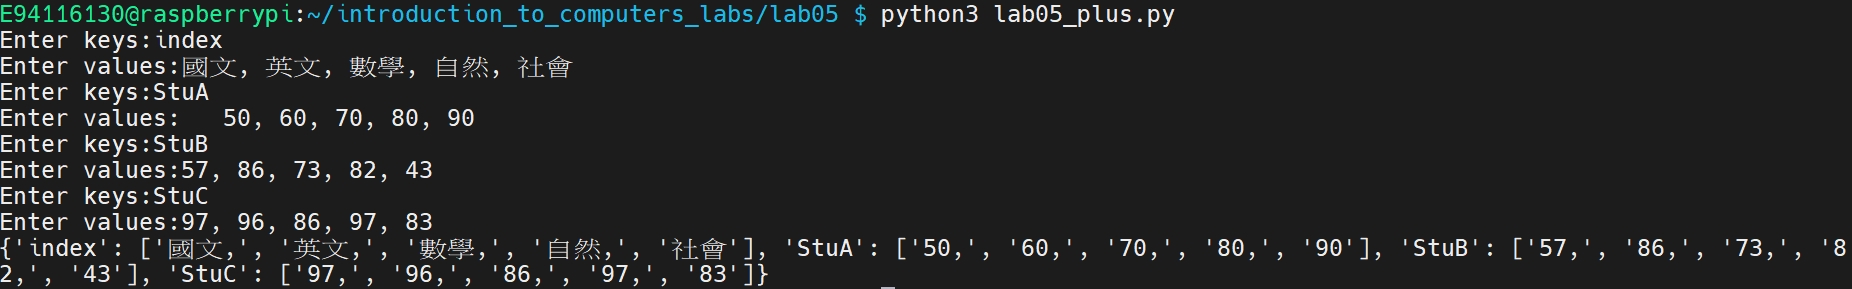 E94116130@raspberrypi:~/introduction_to_computers_labs/lab05 $ python3 lab05_plus.py
Enter keys:index
Enter values:國文, 英文, 數學, 自然, 社會
Enter keys:StuA
Enter values:   50, 60, 70, 80, 90
Enter keys:StuB
Enter values:57, 86, 73, 82, 43
Enter keys:StuC
Enter values:97, 96, 86, 97, 83
{'index': ['國文,', '英文,', '數學,', '自然,', '社會'], 'StuA': ['50,', '60,', '70,', '80,', '90'], 'StuB': ['57,', '86,', '73,', '8
2,', '43'], 'StuC': ['97,', '96,', '86,', '97,', '83']}